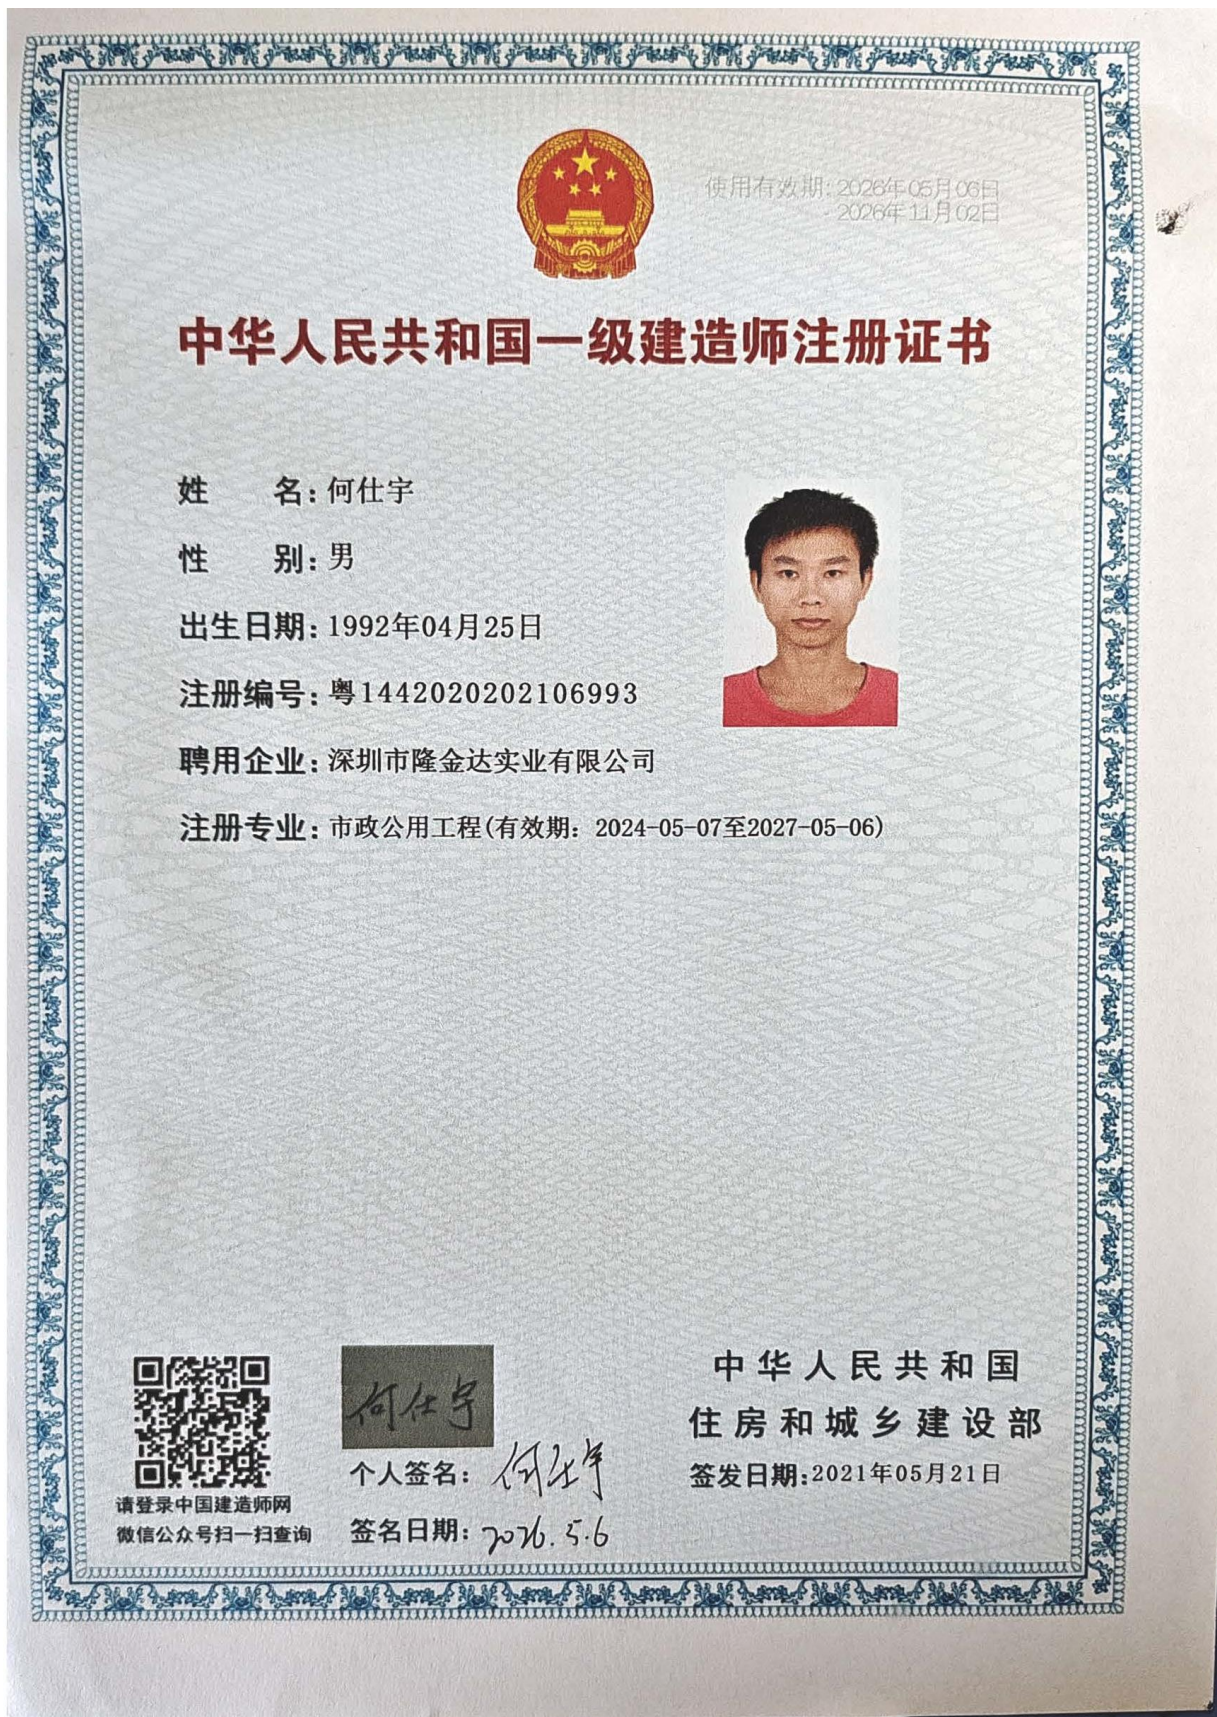 使用有效期: 2026年05月06日
- 2026年11月02日
中华人民共和国一级建造师注册证书
姓 名: 何仕宇
性 别: 男
出生日期: 1992年04月25日
注册编号: 粤1442020202106993
聘用企业: 深圳市隆金达实业有限公司
注册专业: 市政公用工程(有效期: 2024-05-07至2027-05-06)
请登录中国建造师网
微信公众号扫一扫查询
何仕宇
个人签名: 何仕宇
签名日期: 2026.5.6
中华人民共和国
住房和城乡建设部
签发日期: 2021年05月21日